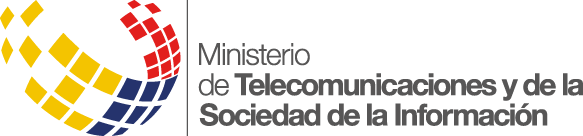 Ministerio
de Telecomunicaciones y de la
Sociedad de la Información